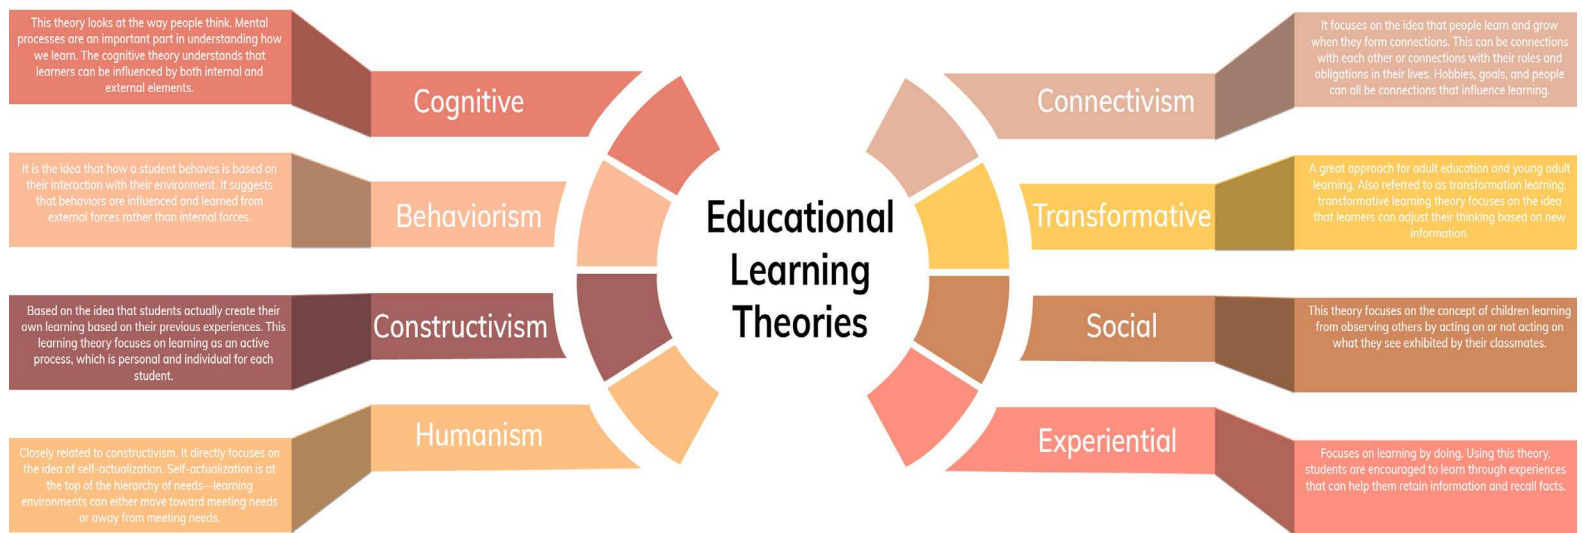 This theory looks at the way people think. Mental
processes are an important part in understanding how
we learn. The cognitive theory understands that
learners can be influenced by both internal and
external elements.
Cognitive
It is the idea that how a student behaves is based on
their interaction with their environment. It suggests
that behaviors are influenced and learned from
external forces rather than internal forces.
Behaviorism
Based on the idea that students actually create their
own learning based on their previous experiences. This
learning theory focuses on learning as an active
process, which is personal and individual for each
student.
Constructivism
Closely related to constructivism. It directly focuses on
the idea of self-actualization. Self-actualization is at
the top of the hierarchy of needs—learning
environments can either move toward meeting needs
or away from meeting needs.
Humanism
Educational
Learning
Theories
Connectivism
It focuses on the idea that people learn and grow
when they form connections. This can be connections
with each other or connections with their roles and
obligations in their lives. Hobbies, goals, and people
can all be connections that influence learning.
Transformative
A great approach for adult education and young adult
learning. Also referred to as transformation learning,
transformative learning theory focuses on the idea
that learners can adjust their thinking based on new
information.
Social
This theory focuses on the concept of children learning
from observing others by acting on or not acting on
what they see exhibited by their classmates.
Experiential
Focuses on learning by doing. Using this theory,
students are encouraged to learn through experiences
that can help them retain information and recall facts.